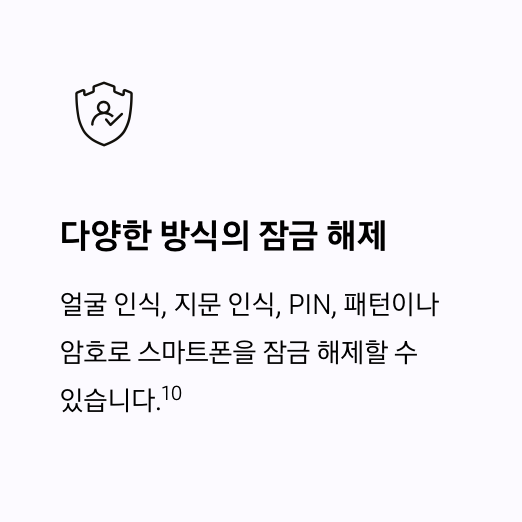 다양한 방식의 잠금 해제
얼굴 인식, 지문 인식, PIN, 패턴이나
암호로 스마트폰을 잠금 해제할 수
있습니다.10